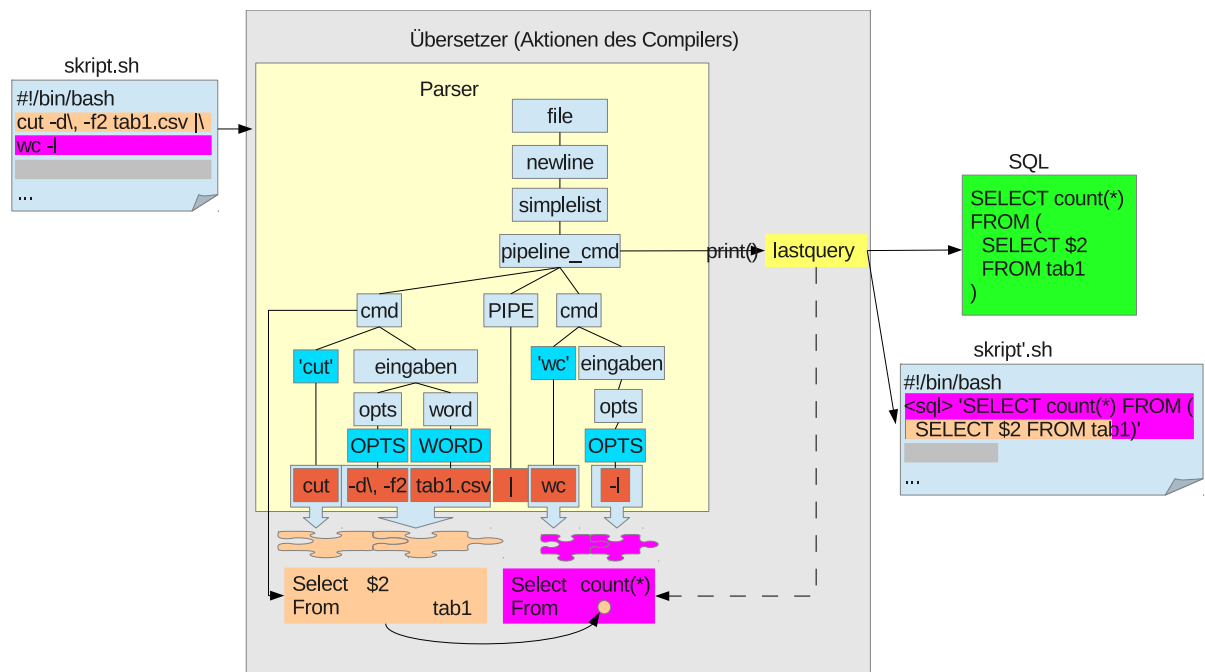 Übersetzer (Aktionen des Compilers)
skript.sh
#!/bin/bash
cut -d\, -f2 tab1.csv |\
wc -l
...
Parser
file
newline
simplelist
pipeline_cmd
print()
lastquery
cmd
PIPE
cmd
'cut'
eingaben
'wc'
eingaben
opts
word
opts
OPTS
WORD
OPTS
cut
-d\, -f2
tab1.csv
|
wc
-l
Select $2
From tab1
Select count(*)
From
SQL
SELECT count(*)
FROM (
SELECT $2
FROM tab1
)
skript'.sh
#!/bin/bash
<sql> 'SELECT count(*) FROM (
SELECT $2 FROM tab1)'
...